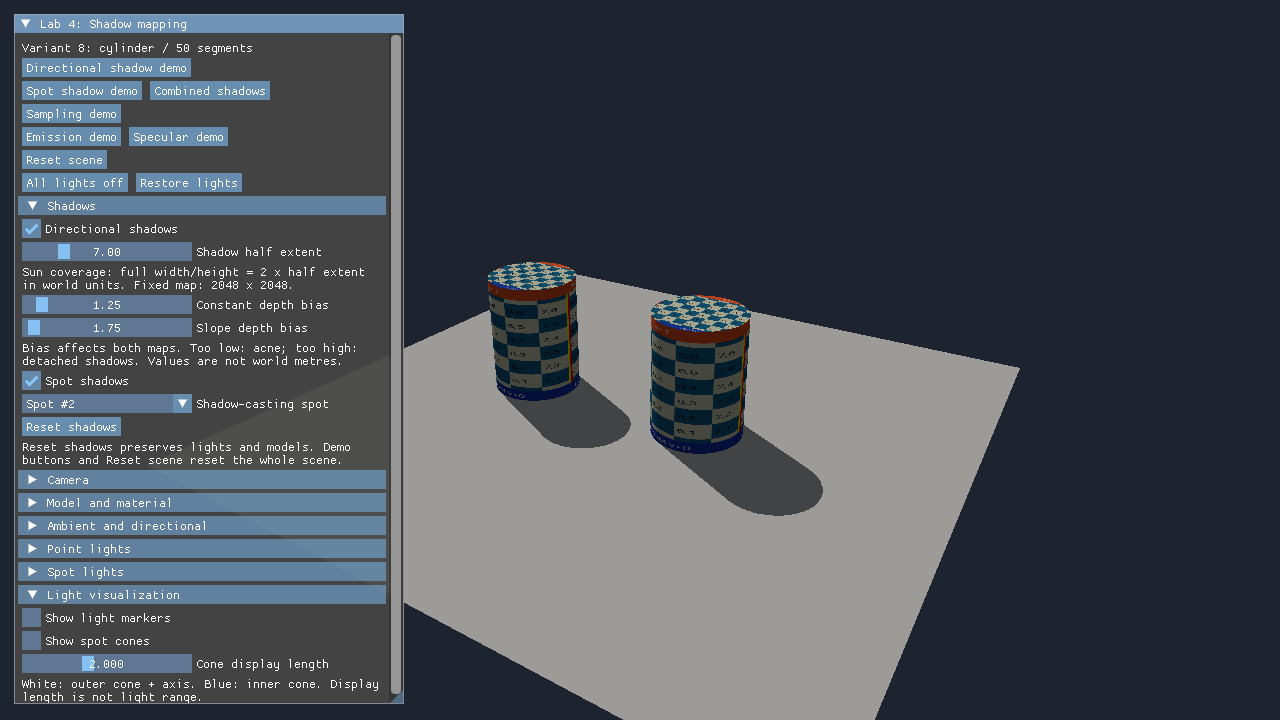 Lab 4: Shadow mapping
Variant 8: cylinder / 50 segments
Directional shadow demo
Spot shadow demo Combined shadows
Sampling demo
Emission demo Specular demo
Reset scene
All lights off Restore lights
Shadows
Directional shadows
7.00 Shadow half extent
Sun coverage: full width/height = 2 x half extent
in world units. Fixed map: 2048 x 2048.
1.25 Constant depth bias
1.75 Slope depth bias
Bias affects both maps. Too low: acne; too high:
detached shadows. Values are not world metres.
Spot shadows
Spot #2 Shadow-casting spot
Reset shadows
Reset shadows preserves lights and models. Demo
buttons and Reset scene reset the whole scene.
Camera
Model and material
Ambient and directional
Point lights
Spot lights
Light visualization
Show light markers
Show spot cones
2.000 Cone display length
White: outer cone + axis. Blue: inner cone. Display
length is not light range.